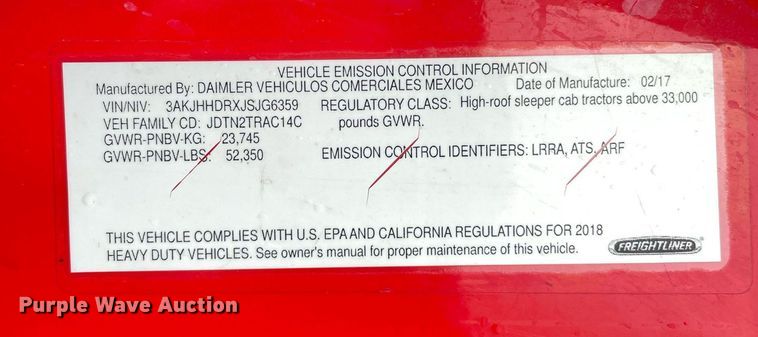 VEHICLE EMISSION CONTROL INFORMATION
Manufactured By: DAIMLER VEHICULOS COMERCIALES MEXICO Date of Manufacture: 02/17
VIN/NIV: 3AKJHHDRXJSJG6359 REGULATORY CLASS: High-roof sleeper cab tractors above 33,000
VEH FAMILY CD: JDTN2TRAC14C pounds GVWR.
GVWR-PNBV-KG: 23,745
GVWR-PNBV-LBS: 52,350 EMISSION CONTROL IDENTIFIERS: LRRA, ATS, ARF
THIS VEHICLE COMPLIES WITH U.S. EPA AND CALIFORNIA REGULATIONS FOR 2018
HEAVY DUTY VEHICLES. See owner's manual for proper maintenance of this vehicle.
FREIGHTLINER
Purple Wave Auction